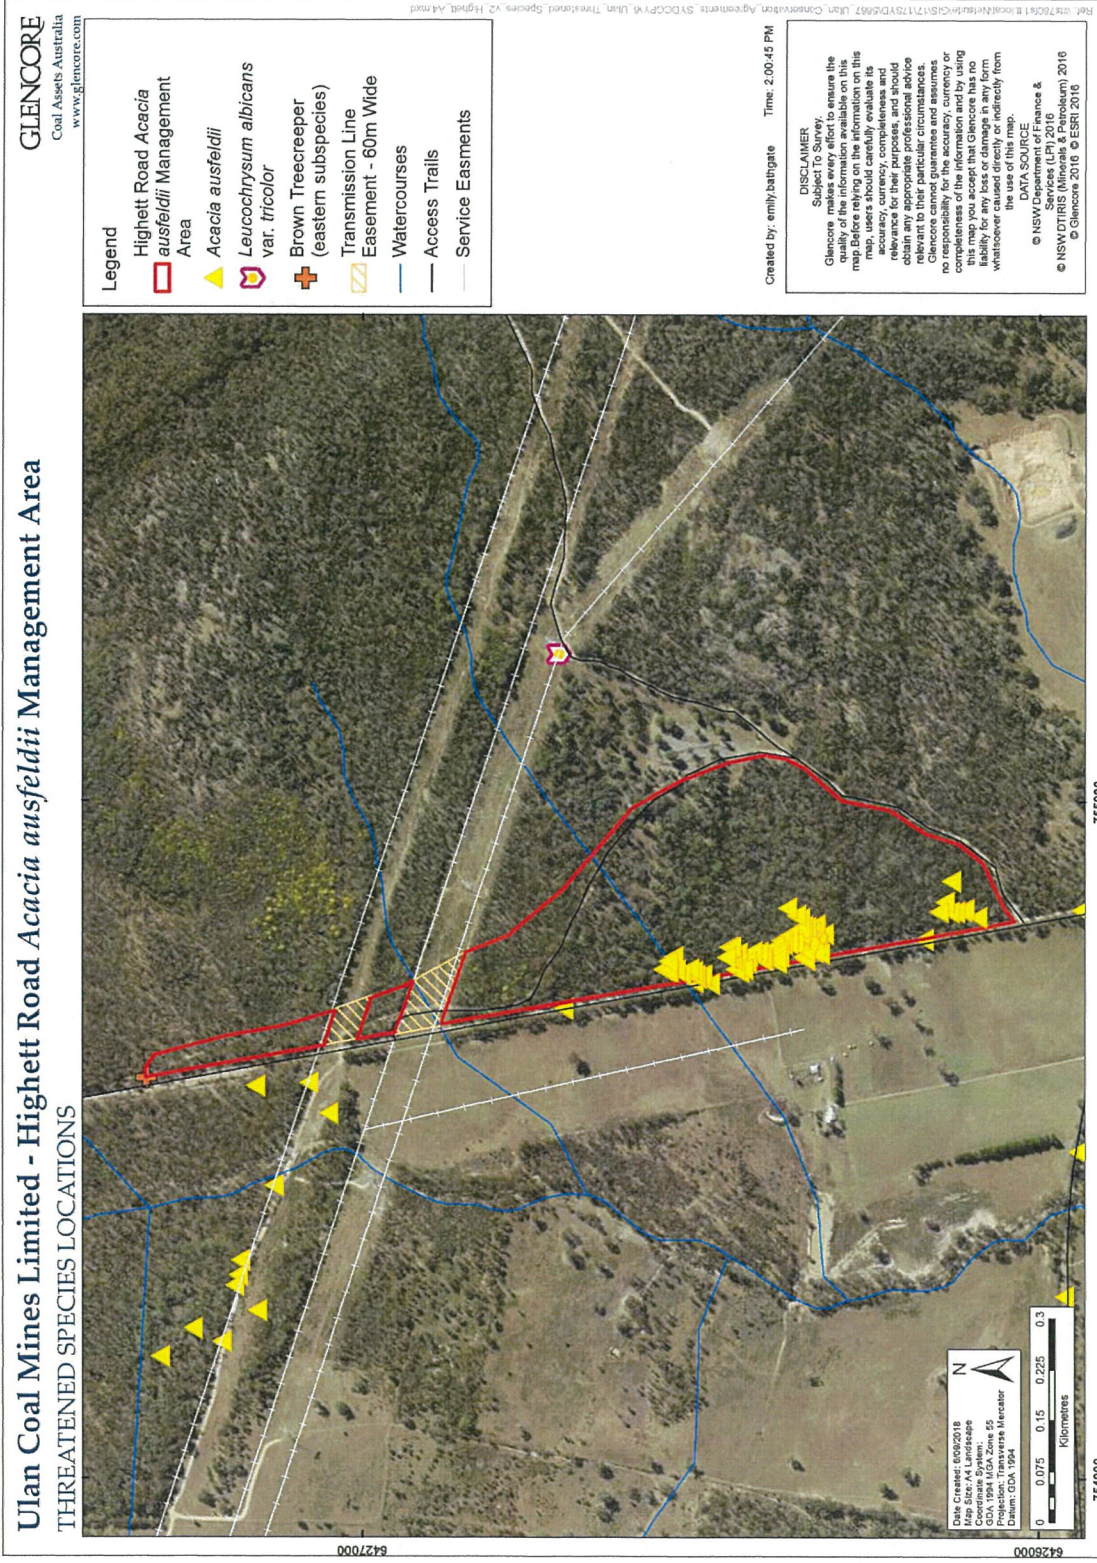 Ulan Coal Mines Limited - Highett Road Acacia ausfeldii Management Area
THREATENED SPECIES LOCATIONS
GLENCORE
Coal Assets Australia
www.glencore.com
Legend
Highett Road Acacia
ausfeldii Management
Area
Acacia ausfeldii
Leucochrysum albicans
var. tricolor
Brown Treecreeper
(eastern subspecies)
Transmission Line
Easement - 60m Wide
Watercourses
Access Trails
Service Easments
Created by: emily.bathgate Time: 2:00:45 PM
DISCLAIMER
Subject To Survey.
Glencore makes every effort to ensure the
quality of the information available on this
map.Before relying on the information on this
map, users should carefully evaluate its
accuracy, currency, completeness and
relevance for their purposes, and should
obtain any appropriate professional advice
relevant to their particular circumstances.
Glencore cannot guarantee and assumes
no responsibility for the accuracy, currency or
completeness of the information and by using
this map you accept that Glencore has no
liability for any loss or damage in any form
whatsoever caused directly or indirectly from
the use of this map.
DATA SOURCE
© NSW Department of Finance &
Services (LPI) 2016
© NSW DTIRIS (Minerals & Petroleum) 2016
© Glencore 2016 © ESRI 2016
6427000
6426000
Date Created: 6/09/2018
Map Size: A4 Landscape
Coordinate System:
GDA 1994 MGA Zone 55
Projection: Transverse Mercator
Datum: GDA 1994
N
0 0.075 0.15 0.225 0.3
Kilometres